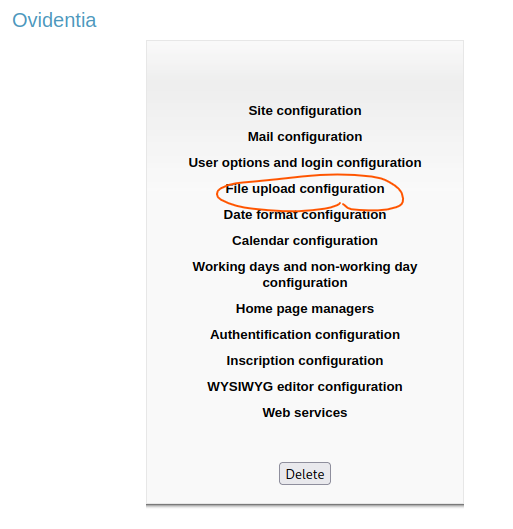 Ovidentia
Site configuration
Mail configuration
User options and login configuration
File upload configuration
Date format configuration
Calendar configuration
Working days and non-working day
configuration
Home page managers
Authentification configuration
Inscription configuration
WYSIWYG editor configuration
Web services
Delete